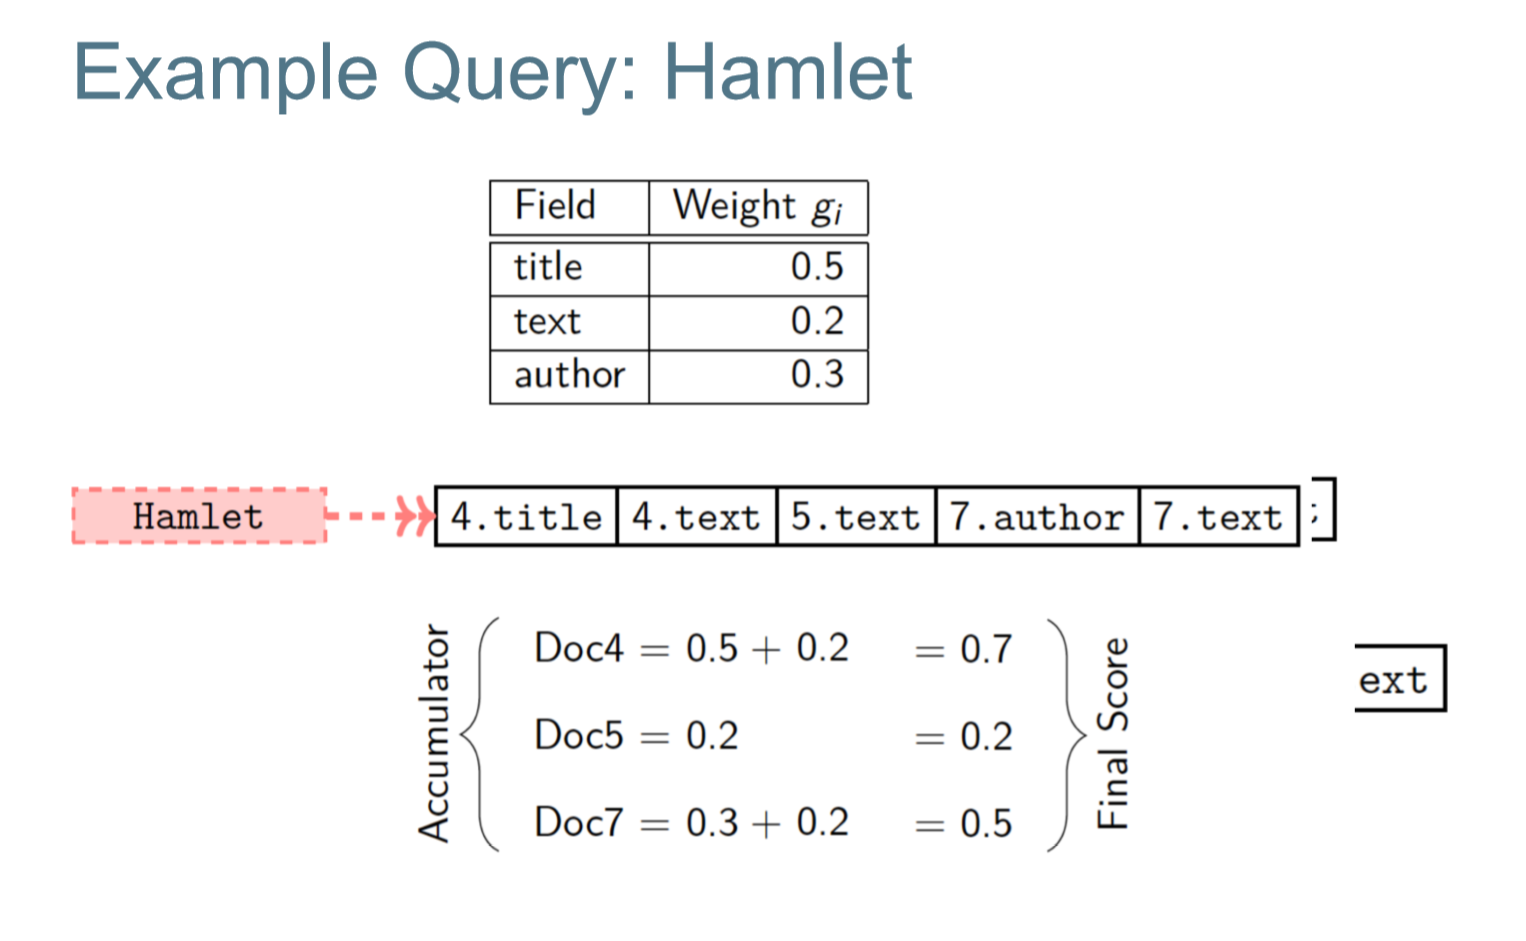 Example Query: Hamlet
Field Weight gi
title 0.5
text 0.2
author 0.3
Hamlet 4.title 4.text 5.text 7.author 7.text
Accumulator
Doc4 = 0.5 + 0.2 = 0.7
Doc5 = 0.2 = 0.2
Doc7 = 0.3 + 0.2 = 0.5
Final Score
ext